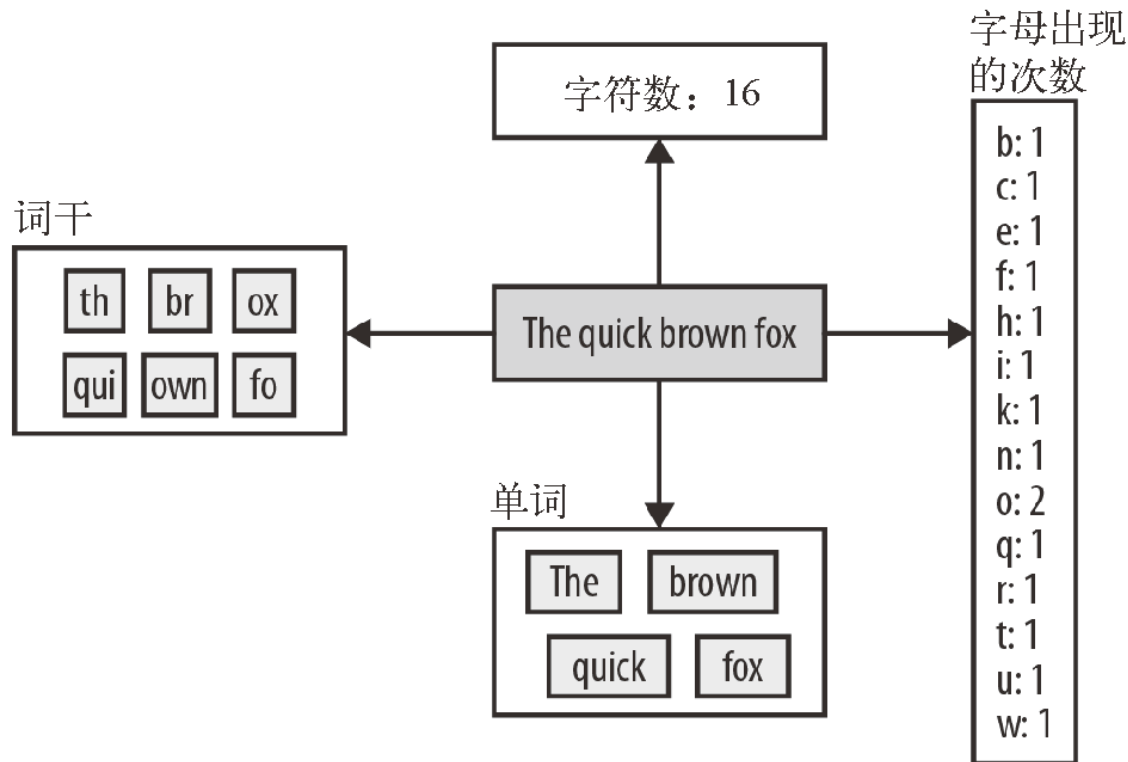 字母出现
的次数
字符数：16
b: 1
c: 1
e: 1
f: 1
h: 1
i: 1
k: 1
n: 1
o: 2
q: 1
r: 1
t: 1
u: 1
w: 1
词干
th br ox
qui own fo
The quick brown fox
单词
The brown
quick fox